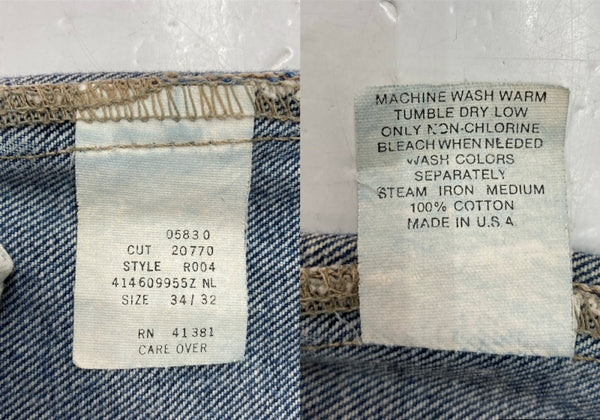 05830
CUT 20770
STYLE R004
414609955Z NL
SIZE 34/32
RN 41381
CARE OVER
MACHINE WASH WARM
TUMBLE DRY LOW
ONLY NON-CHLORINE
BLEACH WHEN NEEDED
WASH COLORS
SEPARATELY
STEAM IRON MEDIUM
100% COTTON
MADE IN U.S.A